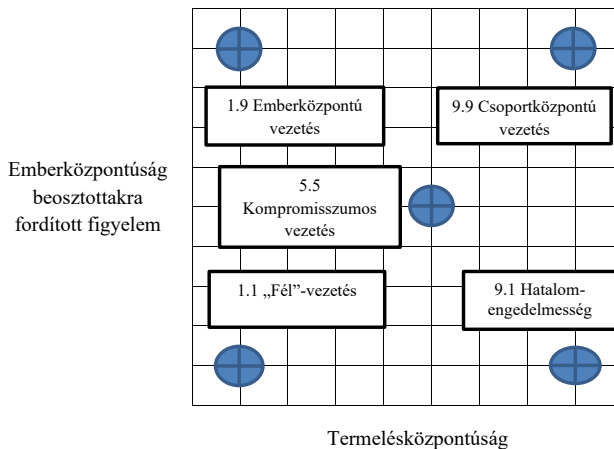 1.9 Emberközpontú
vezetés
9.9 Csoportközpontú
vezetés
Emberközpontúság
beosztottakra
fordított figyelem
5.5
Kompromisszumos
vezetés
1.1 „Fél”-vezetés
9.1 Hatalom-
engedelmesség
Termelésközpontúság